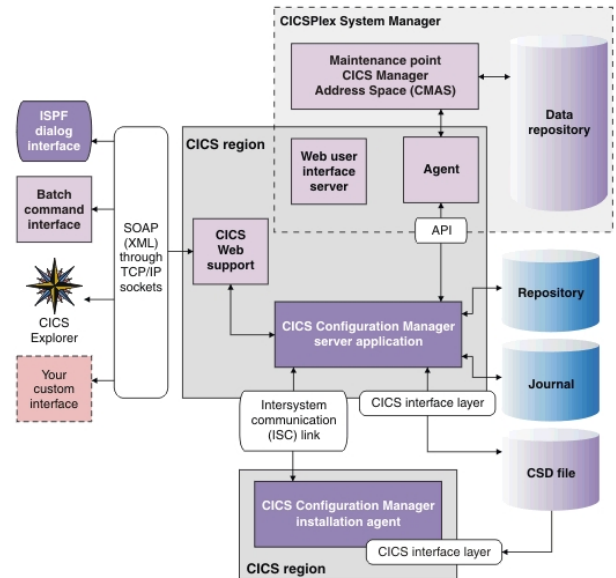 CICSPlex System Manager
Maintenance point
CICS Manager
Address Space (CMAS)
Data
repository
ISPF
dialog
interface
CICS region
Web user
interface
server
Agent
Batch
command
interface
SOAP
(XML)
through
TCP/IP
sockets
CICS
Web
support
API
CICS
Explorer
Repository
CICS Configuration Manager
server application
Your
custom
interface
Journal
Intersystem
communication
(ISC) link
CICS interface layer
CSD file
CICS Configuration Manager
installation agent
CICS interface layer
CICS region